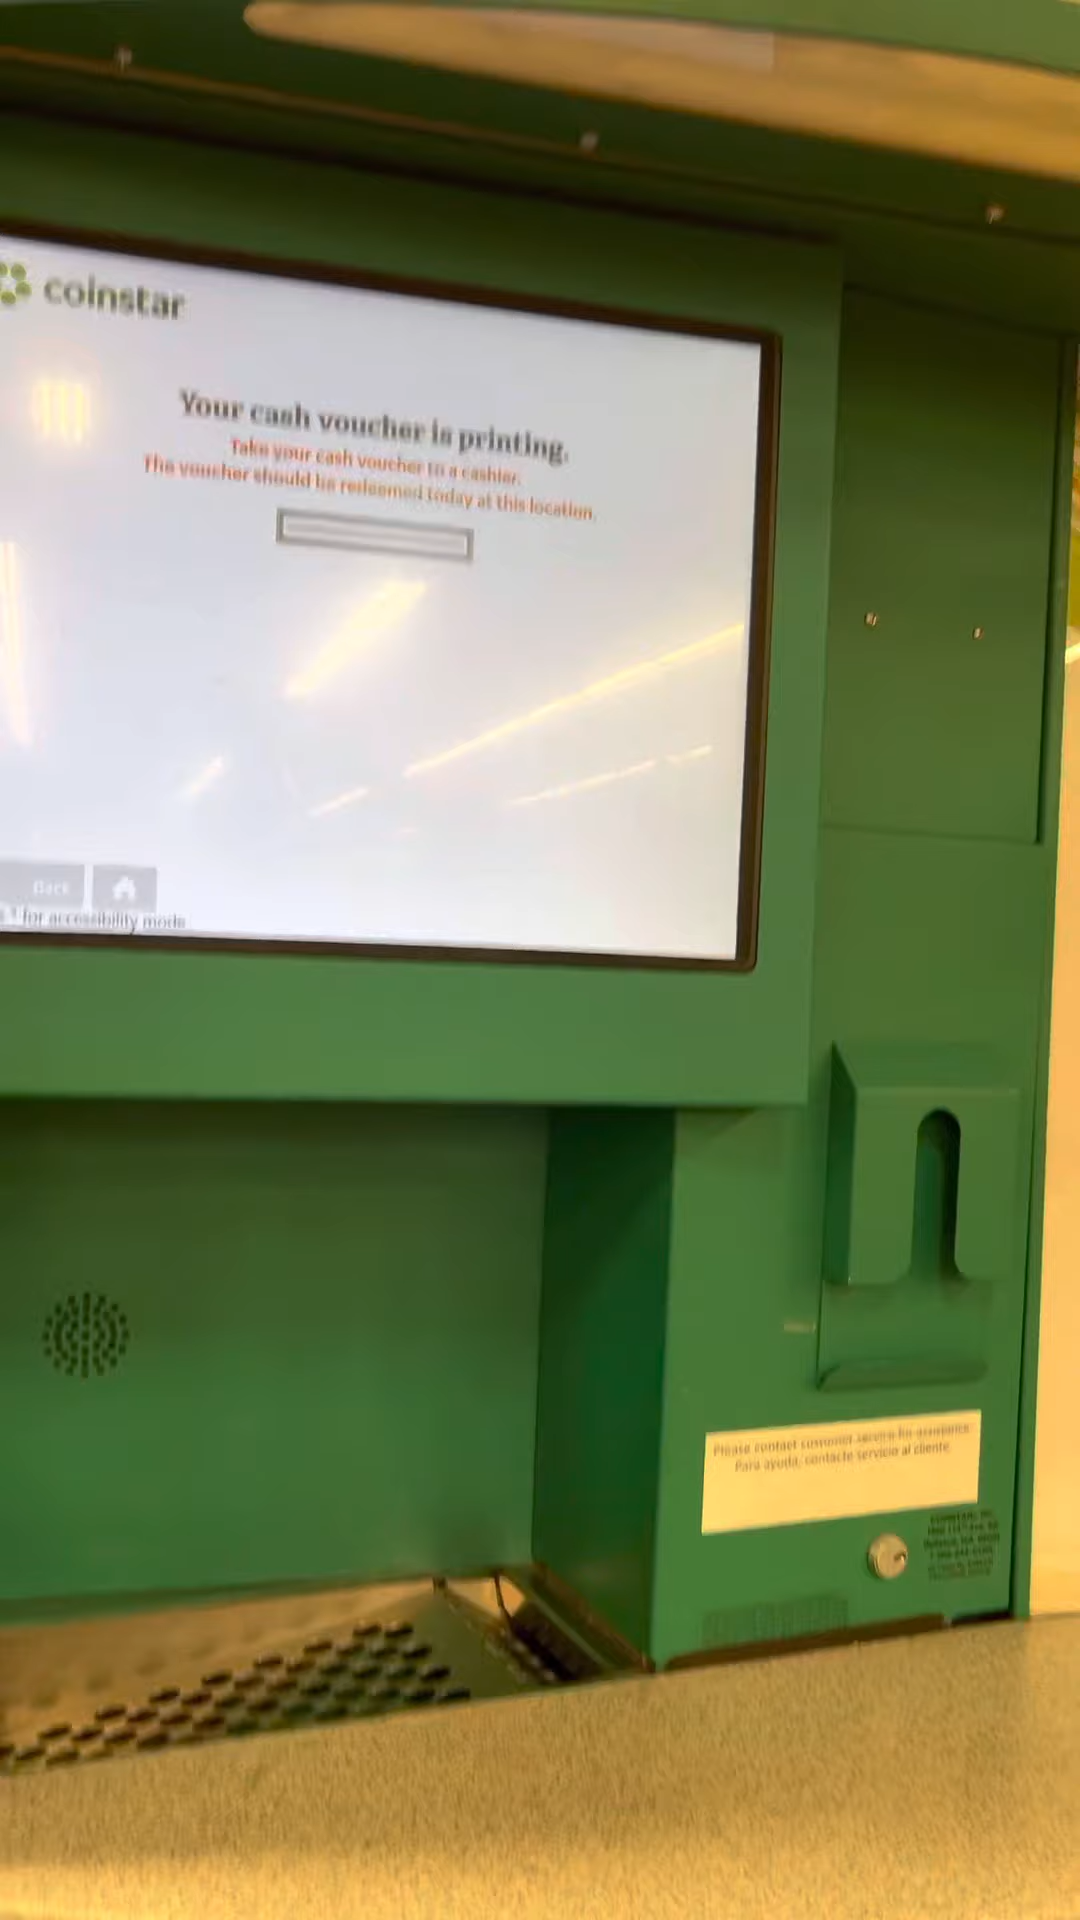 coinstar
Your cash voucher is printing.
Take your cash voucher to a cashier.
The voucher should be redeemed today at this location.
Back
for accessibility mode
Please contact customer service for assistance.
Para ayuda, contacte servicio al cliente.